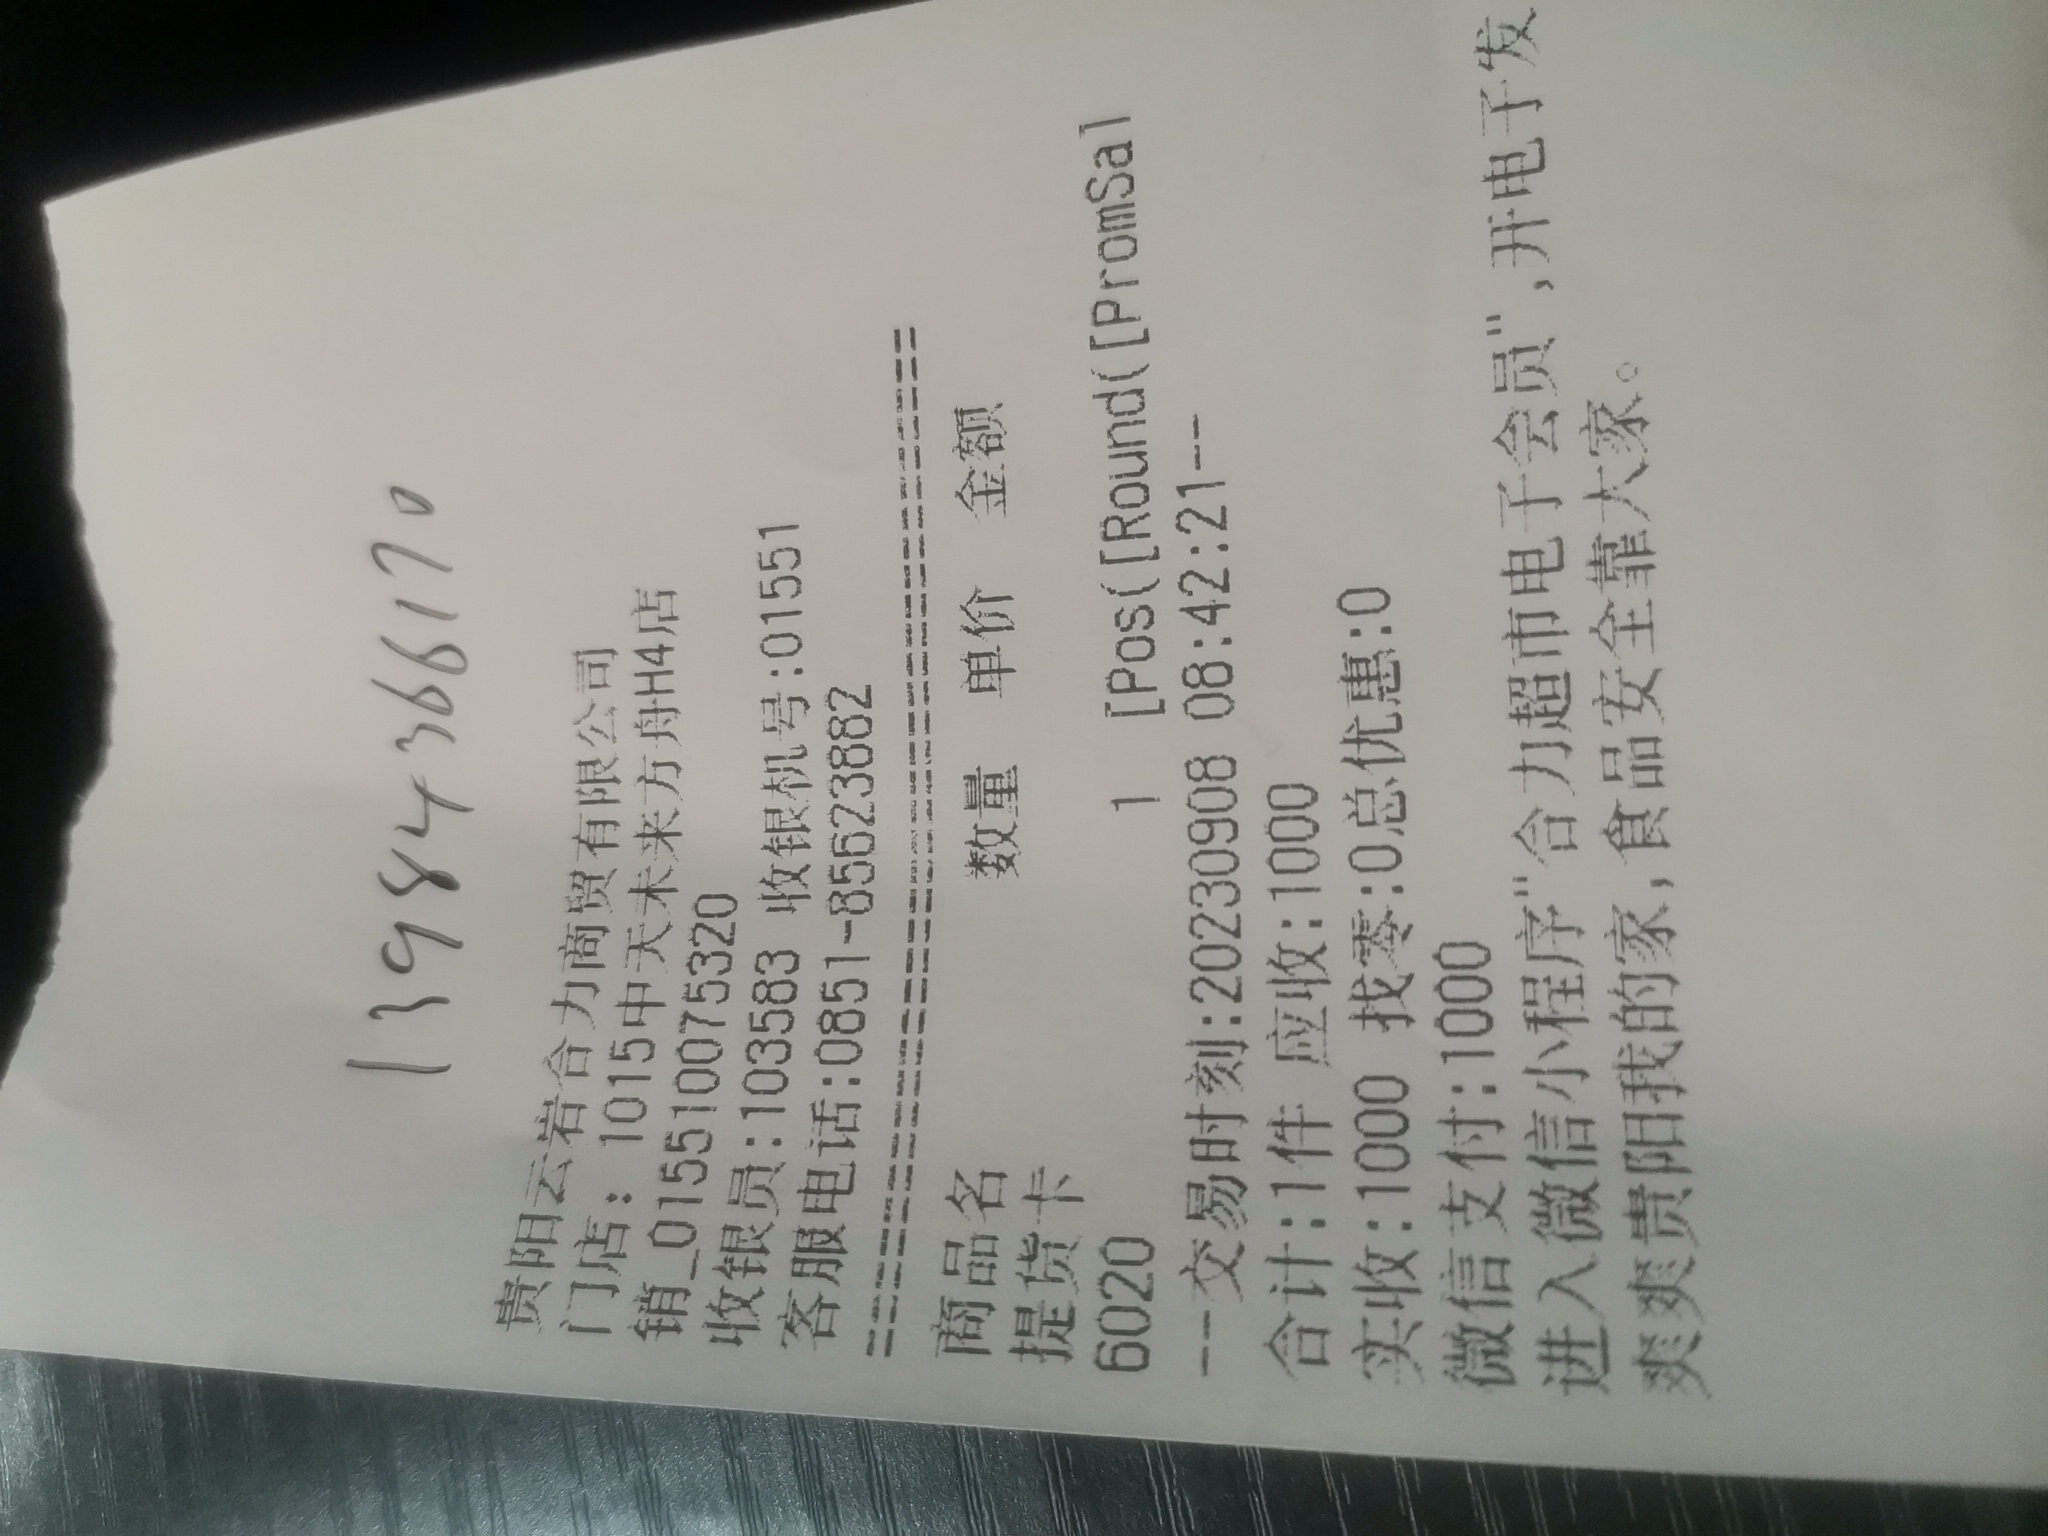 13984366170
贵阳云岩合力商贸有限公司
门店: 1015中天未来方舟H4店
销_0155100753​20
收银员:103583 收银机号:01551
客服电话:0851-85623882
================================
商品名 数量 单价 金额
提货卡
6020 1 [Pos([Round([PromSal
--交易时刻:20230908 08:42:21--
合计:1件 应收:1000
实收:1000 找零:0总优惠:0
微信支付:1000
进入微信小程序"合力超市电子会员",开电子发
爽爽贵阳我的家,食品安全靠大家。